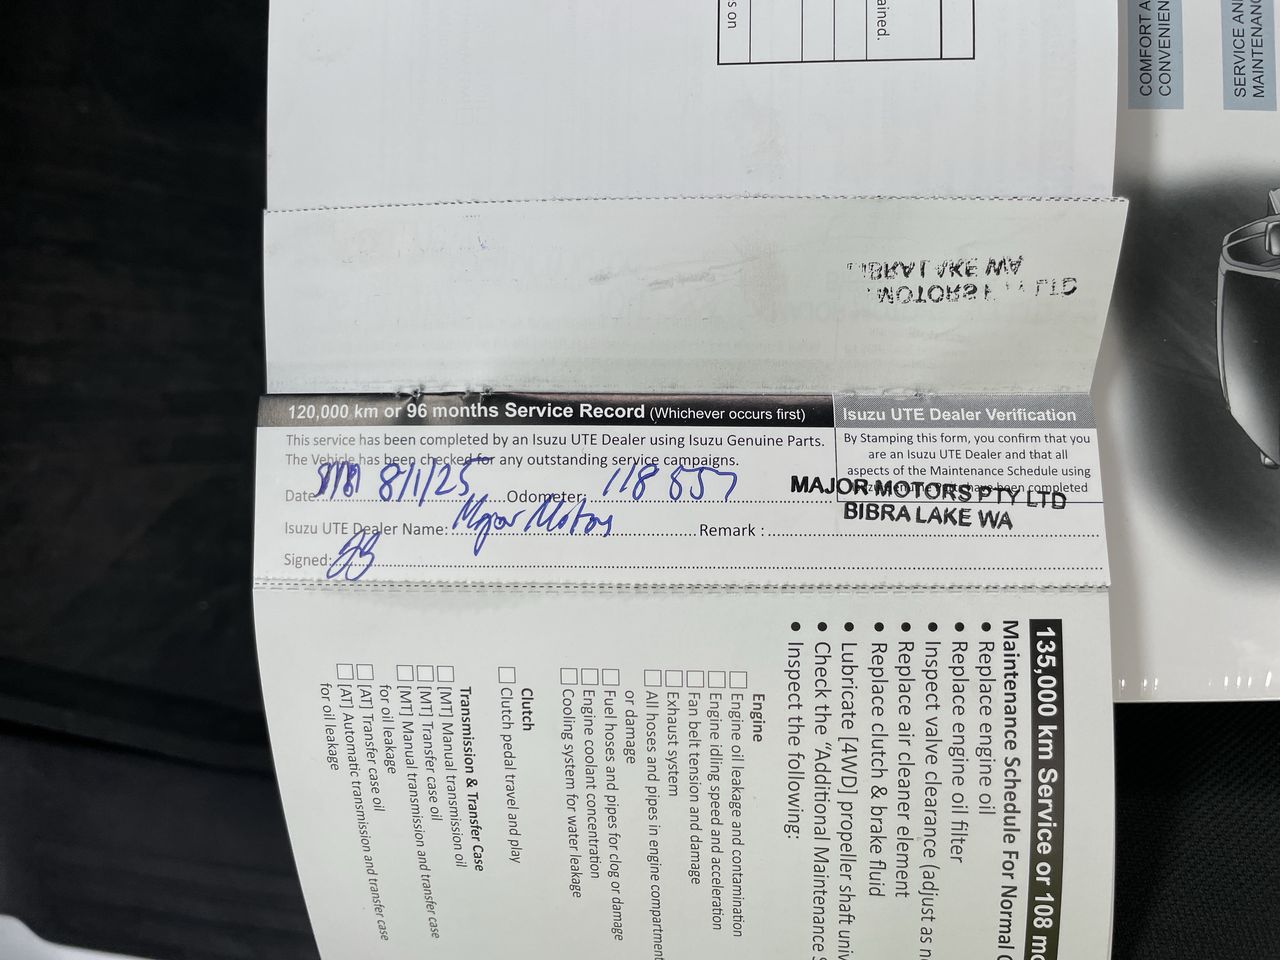 s on
ained.
COMFORT A
CONVENIEN
SERVICE AN
MAINTENANC
120,000 km or 96 months Service Record (Whichever occurs first)
This service has been completed by an Isuzu UTE Dealer using Isuzu Genuine Parts.
The Vehicle has been checked for any outstanding service campaigns.
Date 8/1/25 Odometer: 118 857
Isuzu UTE Dealer Name: Major Motors Remark :
Signed:
Isuzu UTE Dealer Verification
By Stamping this form, you confirm that you
are an Isuzu UTE Dealer and that all
aspects of the Maintenance Schedule using
been completed
MAJOR MOTORS PTY LTD
BIBRA LAKE WA
MOTORS LTD
LAKE WA
135,000 km Service or 108 mo
Maintenance Schedule For Normal
• Replace engine oil
• Replace engine oil filter
• Inspect valve clearance (adjust as n
• Replace air cleaner element
• Replace clutch & brake fluid
• Lubricate [4WD] propeller shaft univ
• Check the "Additional Maintenance
• Inspect the following:
Engine
Engine oil leakage and contamination
Engine idling speed and acceleration
Fan belt tension and damage
Exhaust system
All hoses and pipes in engine compartment
or damage
Fuel hoses and pipes for clog or damage
Engine coolant concentration
Cooling system for water leakage
Clutch
Clutch pedal travel and play
Transmission & Transfer Case
[MT] Manual transmission oil
[MT] Transfer case oil
[MT] Manual transmission and transfer case
for oil leakage
[AT] Transfer case oil
[AT] Automatic transmission and transfer case
for oil leakage